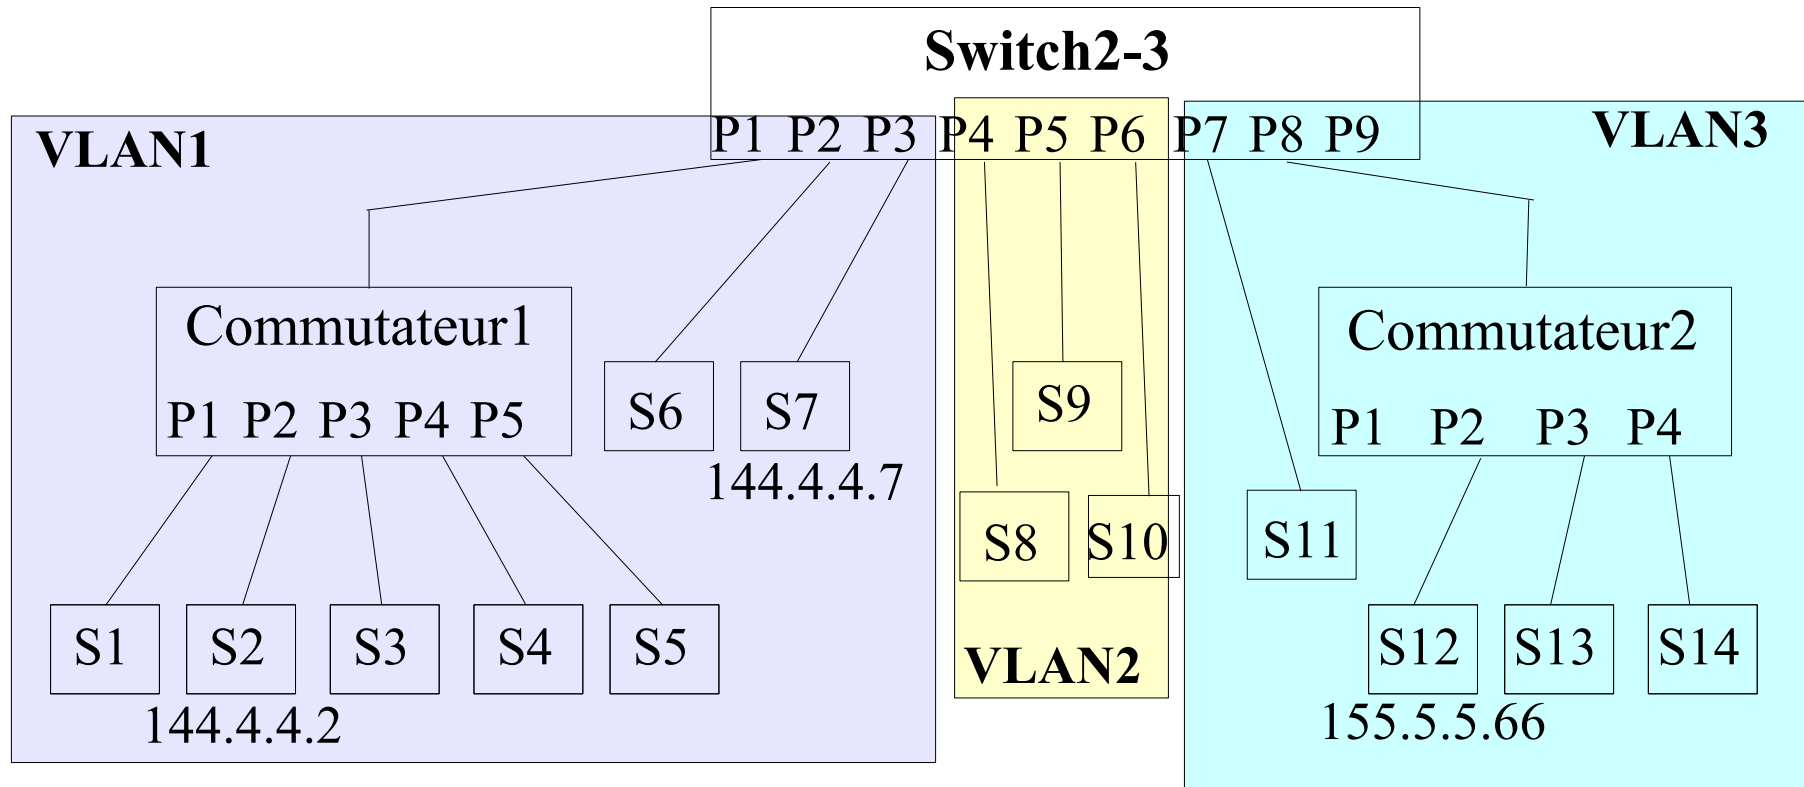 Switch2-3
P1 P2 P3 P4 P5 P6 P7 P8 P9
VLAN1
VLAN3
Commutateur1
P1 P2 P3 P4 P5
S6
S7
144.4.4.7
S9
S8
S10
S11
Commutateur2
P1 P2 P3 P4
S1
S2
S3
S4
S5
144.4.4.2
VLAN2
S12
S13
S14
155.5.5.66